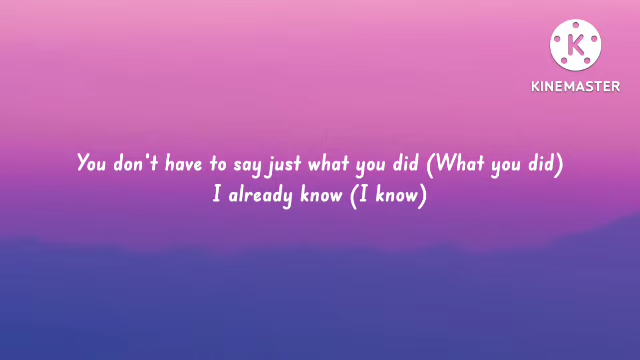 KINEMASTER
You don't have to say just what you did (What you did)
I already know (I know)